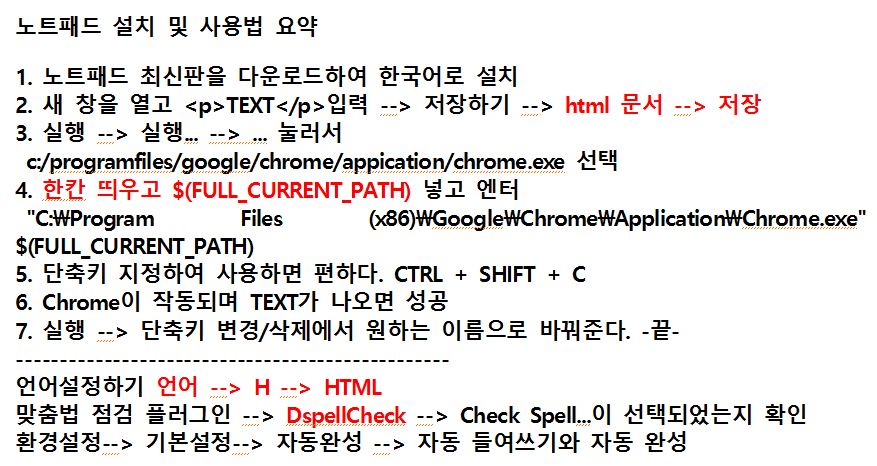 노트패드 설치 및 사용법 요약
1. 노트패드 최신판을 다운로드하여 한국어로 설치
2. 새 창을 열고 <p>TEXT</p>입력 --> 저장하기 --> html 문서 --> 저장
3. 실행 --> 실행... --> ... 눌러서
c:/programfiles/google/chrome/appication/chrome.exe 선택
4. 한칸 띄우고 $(FULL_CURRENT_PATH) 넣고 엔터
"C:₩Program Files (x86)₩Google₩Chrome₩Application₩Chrome.exe"
$(FULL_CURRENT_PATH)
5. 단축키 지정하여 사용하면 편하다. CTRL + SHIFT + C
6. Chrome이 작동되며 TEXT가 나오면 성공
7. 실행 --> 단축키 변경/삭제에서 원하는 이름으로 바꿔준다. -끝-
--------------------------------------------------
언어설정하기 언어 --> H --> HTML
맞춤법 점검 플러그인 --> DspellCheck --> Check Spell...이 선택되었는지 확인
환경설정--> 기본설정--> 자동완성 --> 자동 들여쓰기와 자동 완성